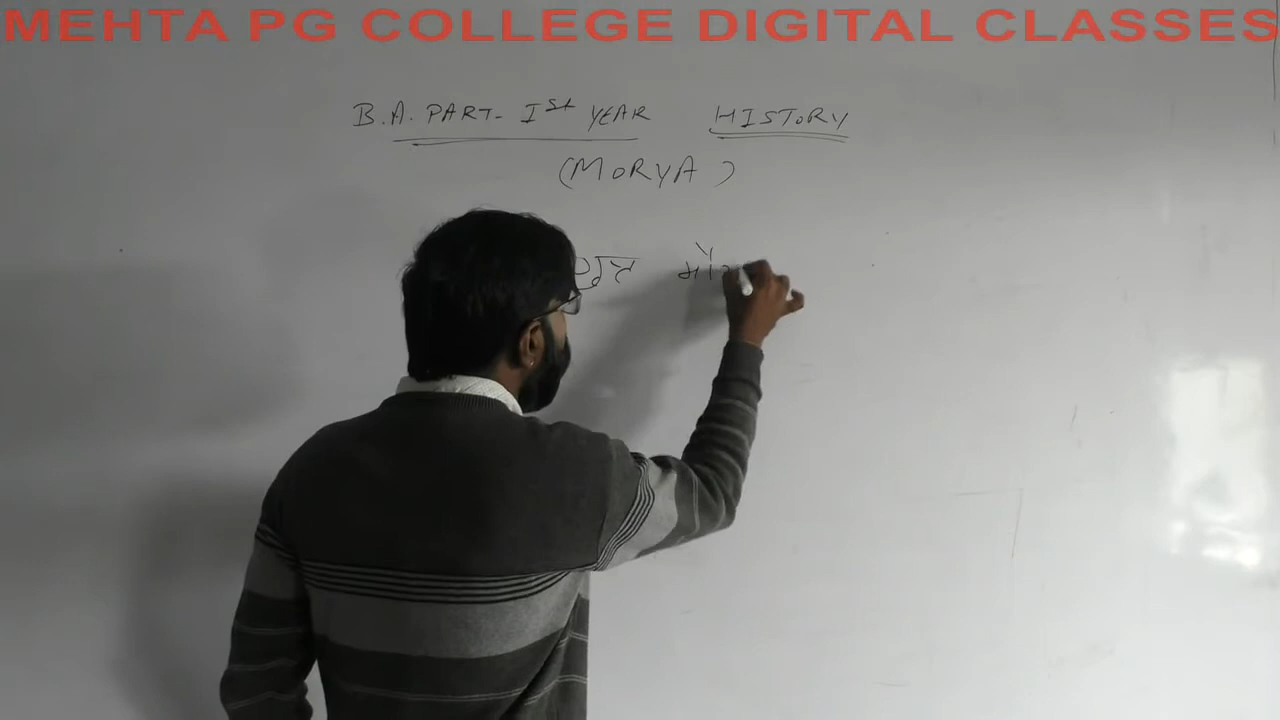 MEHTA PG COLLEGE DIGITAL CLASSES
B.A. PART- Ist YEAR HISTORY
(MORYA)